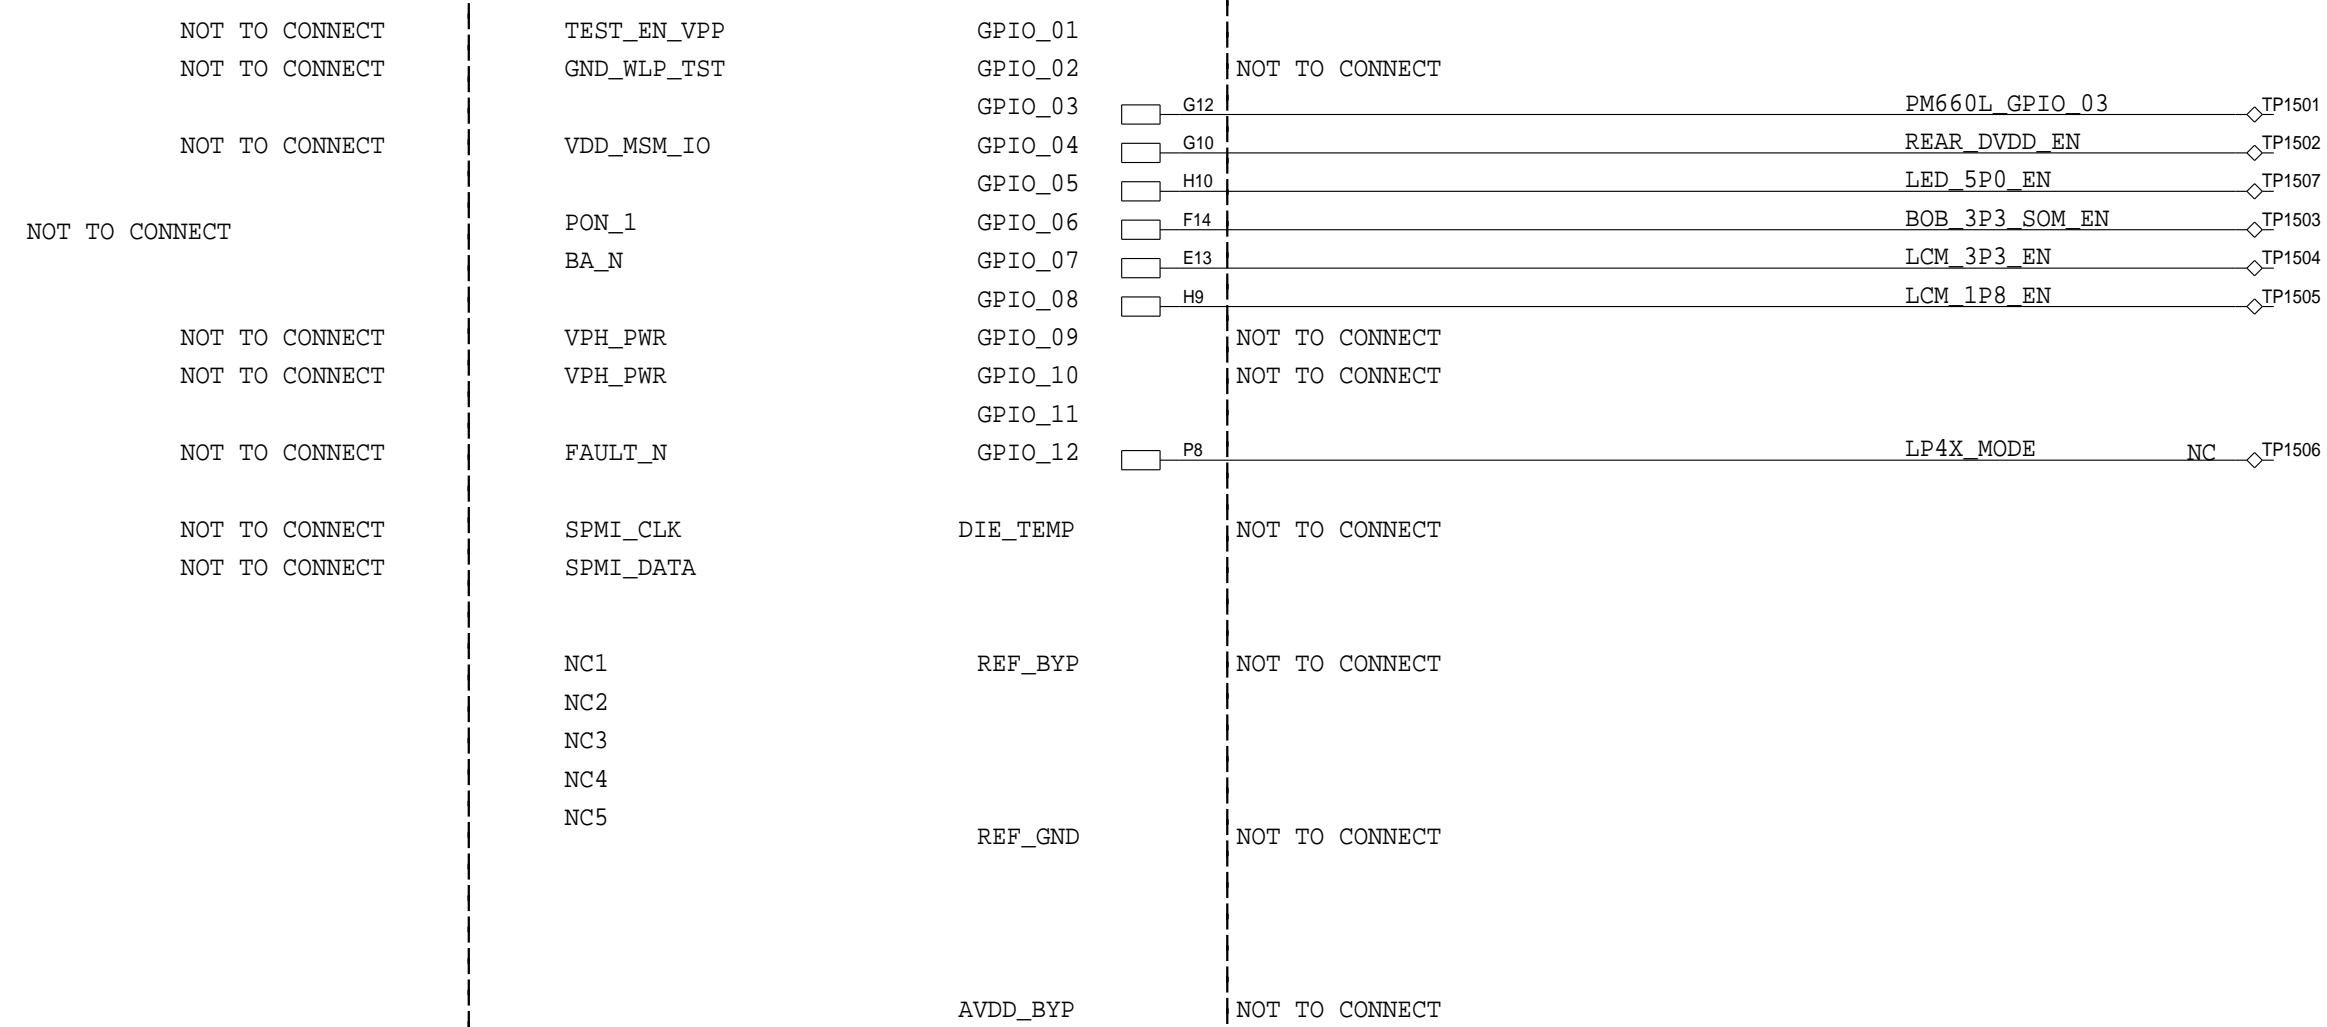 NOT TO CONNECT TEST_EN_VPP GPIO_01
NOT TO CONNECT GND_WLP_TST GPIO_02 NOT TO CONNECT
GPIO_03 G12 PM660L_GPIO_03 TP1501
NOT TO CONNECT VDD_MSM_IO GPIO_04 G10 REAR_DVDD_EN TP1502
GPIO_05 H10 LED_5P0_EN TP1507
NOT TO CONNECT PON_1 GPIO_06 F14 BOB_3P3_SOM_EN TP1503
BA_N GPIO_07 E13 LCM_3P3_EN TP1504
GPIO_08 H9 LCM_1P8_EN TP1505
NOT TO CONNECT VPH_PWR GPIO_09 NOT TO CONNECT
NOT TO CONNECT VPH_PWR GPIO_10 NOT TO CONNECT
GPIO_11
NOT TO CONNECT FAULT_N GPIO_12 P8 LP4X_MODE NC TP1506
NOT TO CONNECT SPMI_CLK DIE_TEMP NOT TO CONNECT
NOT TO CONNECT SPMI_DATA
NC1 REF_BYP NOT TO CONNECT
NC2
NC3
NC4
NC5
REF_GND NOT TO CONNECT
AVDD_BYP NOT TO CONNECT